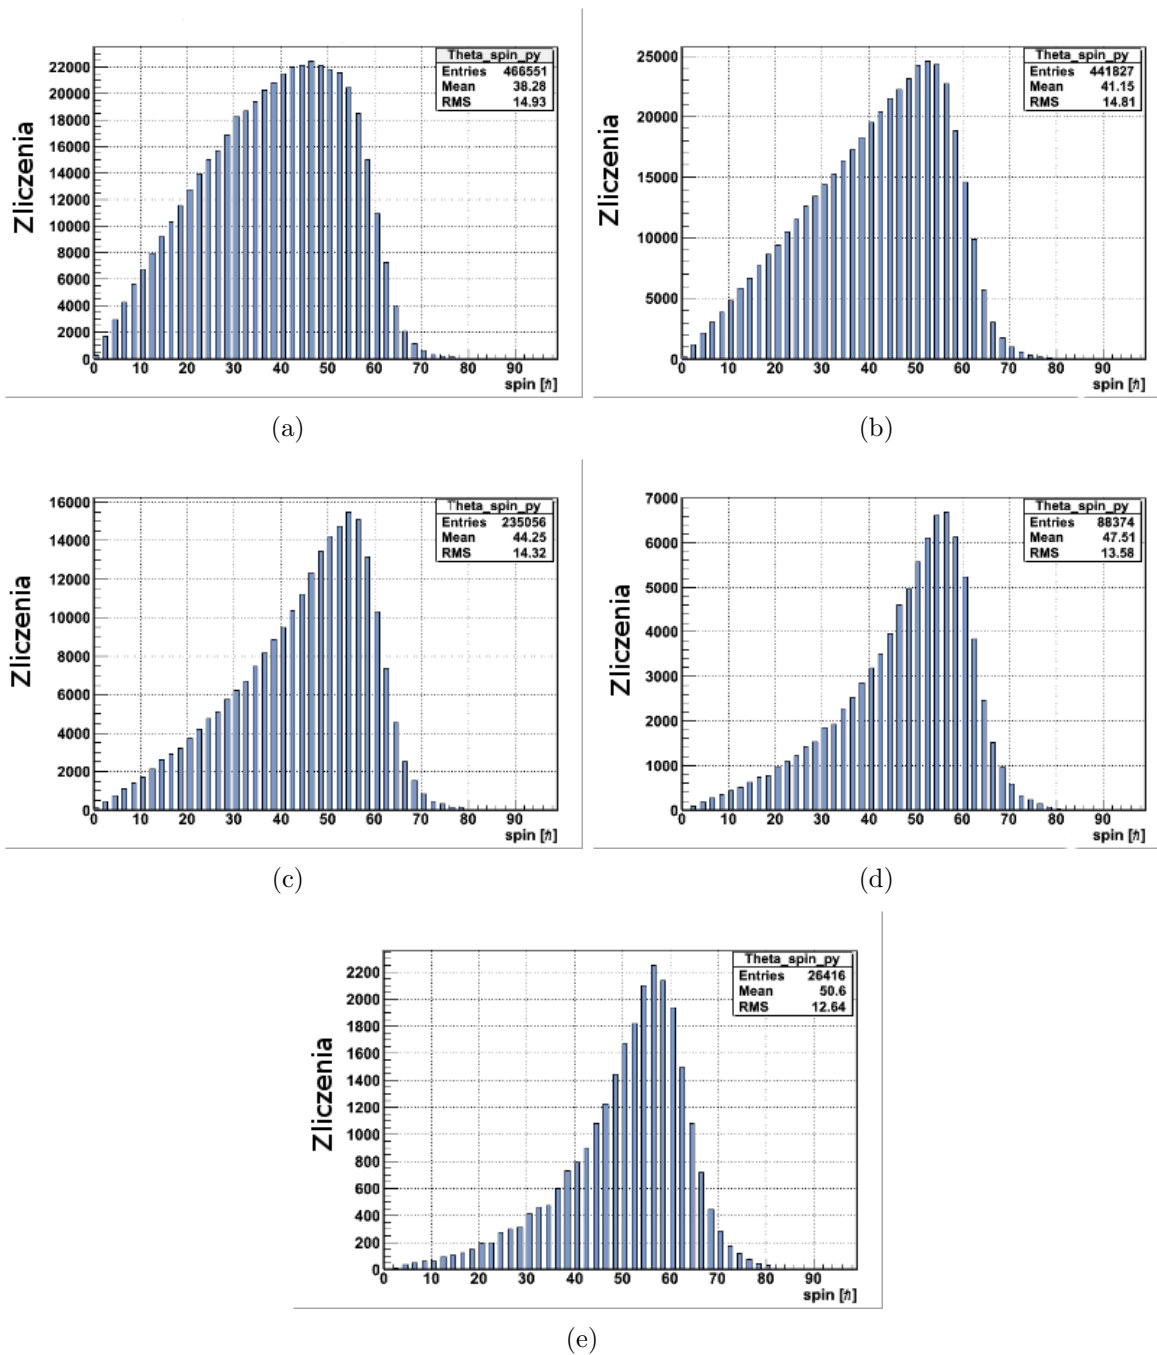 Theta_spin_py
Entries 466551
Mean 38.28
RMS 14.93
22000
20000
18000
16000
14000
12000
10000
8000
6000
4000
2000
0
Zliczenia
0 10 20 30 40 50 60 70 80 90
spin [ℏ]
(a)
Theta_spin_py
Entries 441827
Mean 41.15
RMS 14.81
25000
20000
15000
10000
5000
0
Zliczenia
0 10 20 30 40 50 60 70 80 90
spin [ℏ]
(b)
Theta_spin_py
Entries 235056
Mean 44.25
RMS 14.32
16000
14000
12000
10000
8000
6000
4000
2000
0
Zliczenia
0 10 20 30 40 50 60 70 80 90
spin [ℏ]
(c)
Theta_spin_py
Entries 88374
Mean 47.51
RMS 13.58
7000
6000
5000
4000
3000
2000
1000
0
Zliczenia
0 10 20 30 40 50 60 70 80 90
spin [ℏ]
(d)
Theta_spin_py
Entries 26416
Mean 50.6
RMS 12.64
2200
2000
1800
1600
1400
1200
1000
800
600
400
200
0
Zliczenia
0 10 20 30 40 50 60 70 80 90
spin [ℏ]
(e)